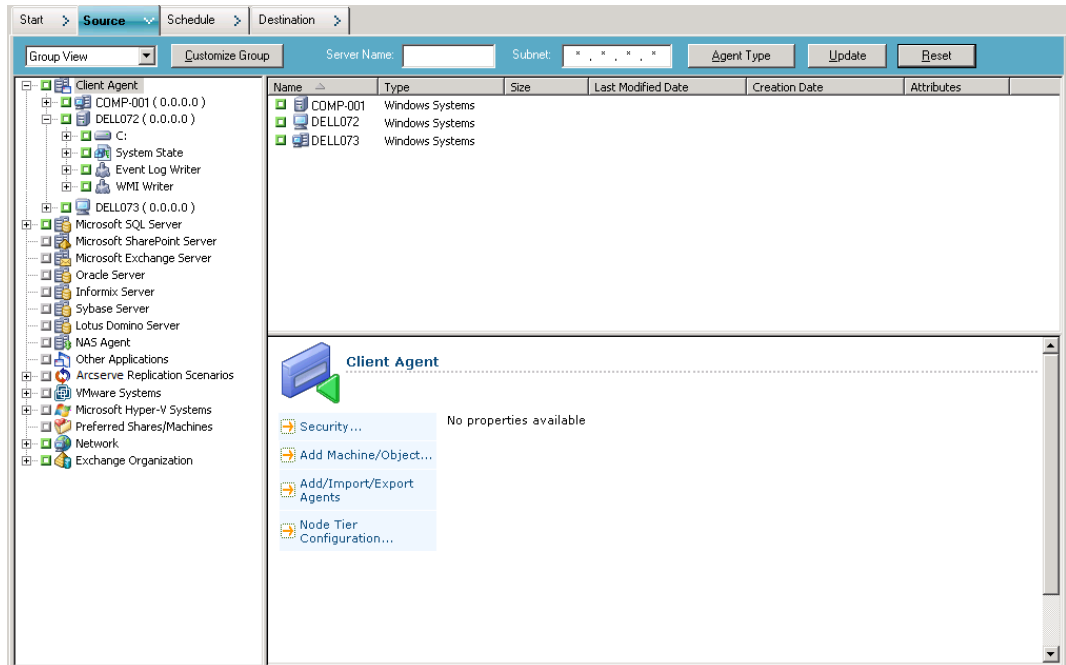 Start > Source Schedule > Destination >
Group View Customize Group Server Name: Subnet: * . * . * . * Agent Type Update Reset
Client Agent
COMP-001 ( 0.0.0.0 )
DELL072 ( 0.0.0.0 )
C:
System State
Event Log Writer
WMI Writer
DELL073 ( 0.0.0.0 )
Microsoft SQL Server
Microsoft SharePoint Server
Microsoft Exchange Server
Oracle Server
Informix Server
Sybase Server
Lotus Domino Server
NAS Agent
Other Applications
Arcserve Replication Scenarios
VMware Systems
Microsoft Hyper-V Systems
Preferred Shares/Machines
Network
Exchange Organization
Name Type Size Last Modified Date Creation Date Attributes
COMP-001 Windows Systems
DELL072 Windows Systems
DELL073 Windows Systems
Client Agent
Security...
Add Machine/Object...
Add/Import/Export
Agents
Node Tier
Configuration...
No properties available